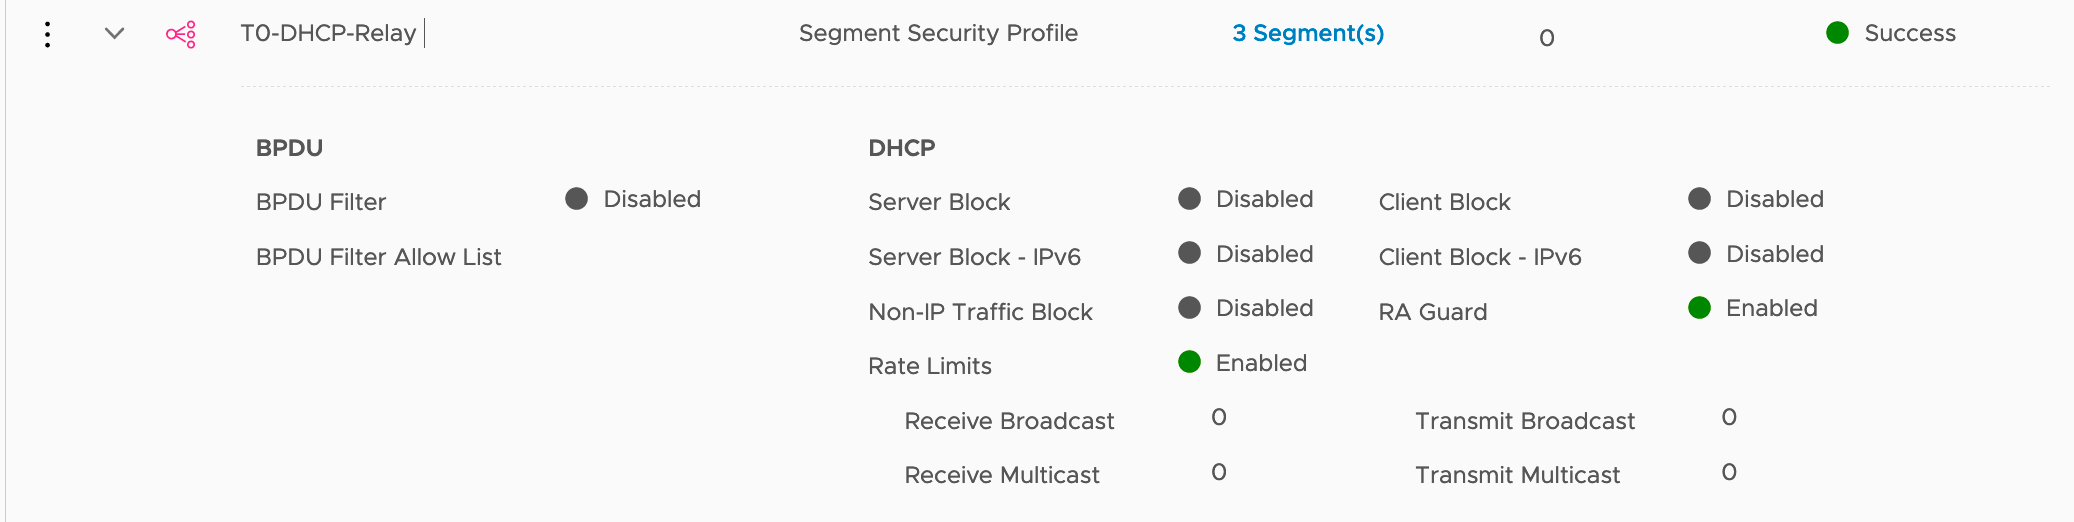 T0-DHCP-Relay Segment Security Profile 3 Segment(s) 0 Success
BPDU DHCP
BPDU Filter Disabled Server Block Disabled Client Block Disabled
BPDU Filter Allow List Server Block - IPv6 Disabled Client Block - IPv6 Disabled
Non-IP Traffic Block Disabled RA Guard Enabled
Rate Limits Enabled
Receive Broadcast 0 Transmit Broadcast 0
Receive Multicast 0 Transmit Multicast 0